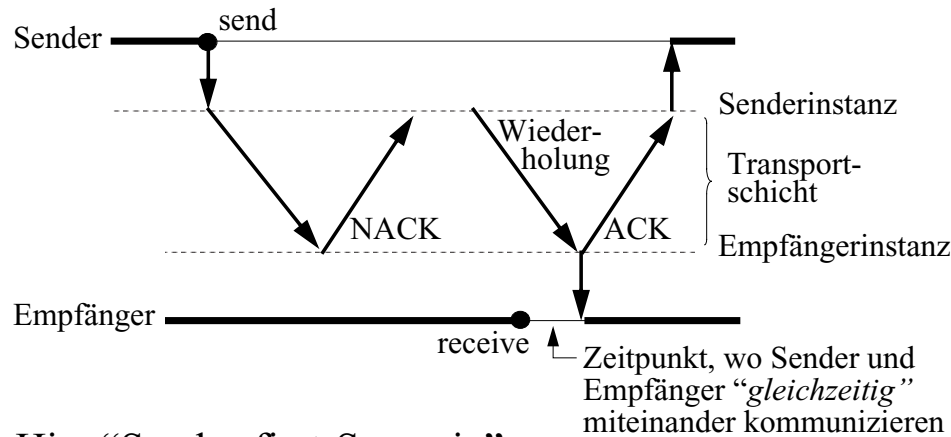 send
Sender
Senderinstanz
Wieder-
holung
Transport-
schicht
NACK
ACK
Empfängerinstanz
Empfänger
receive
Zeitpunkt, wo Sender und
Empfänger “gleichzeitig”
miteinander kommunizieren